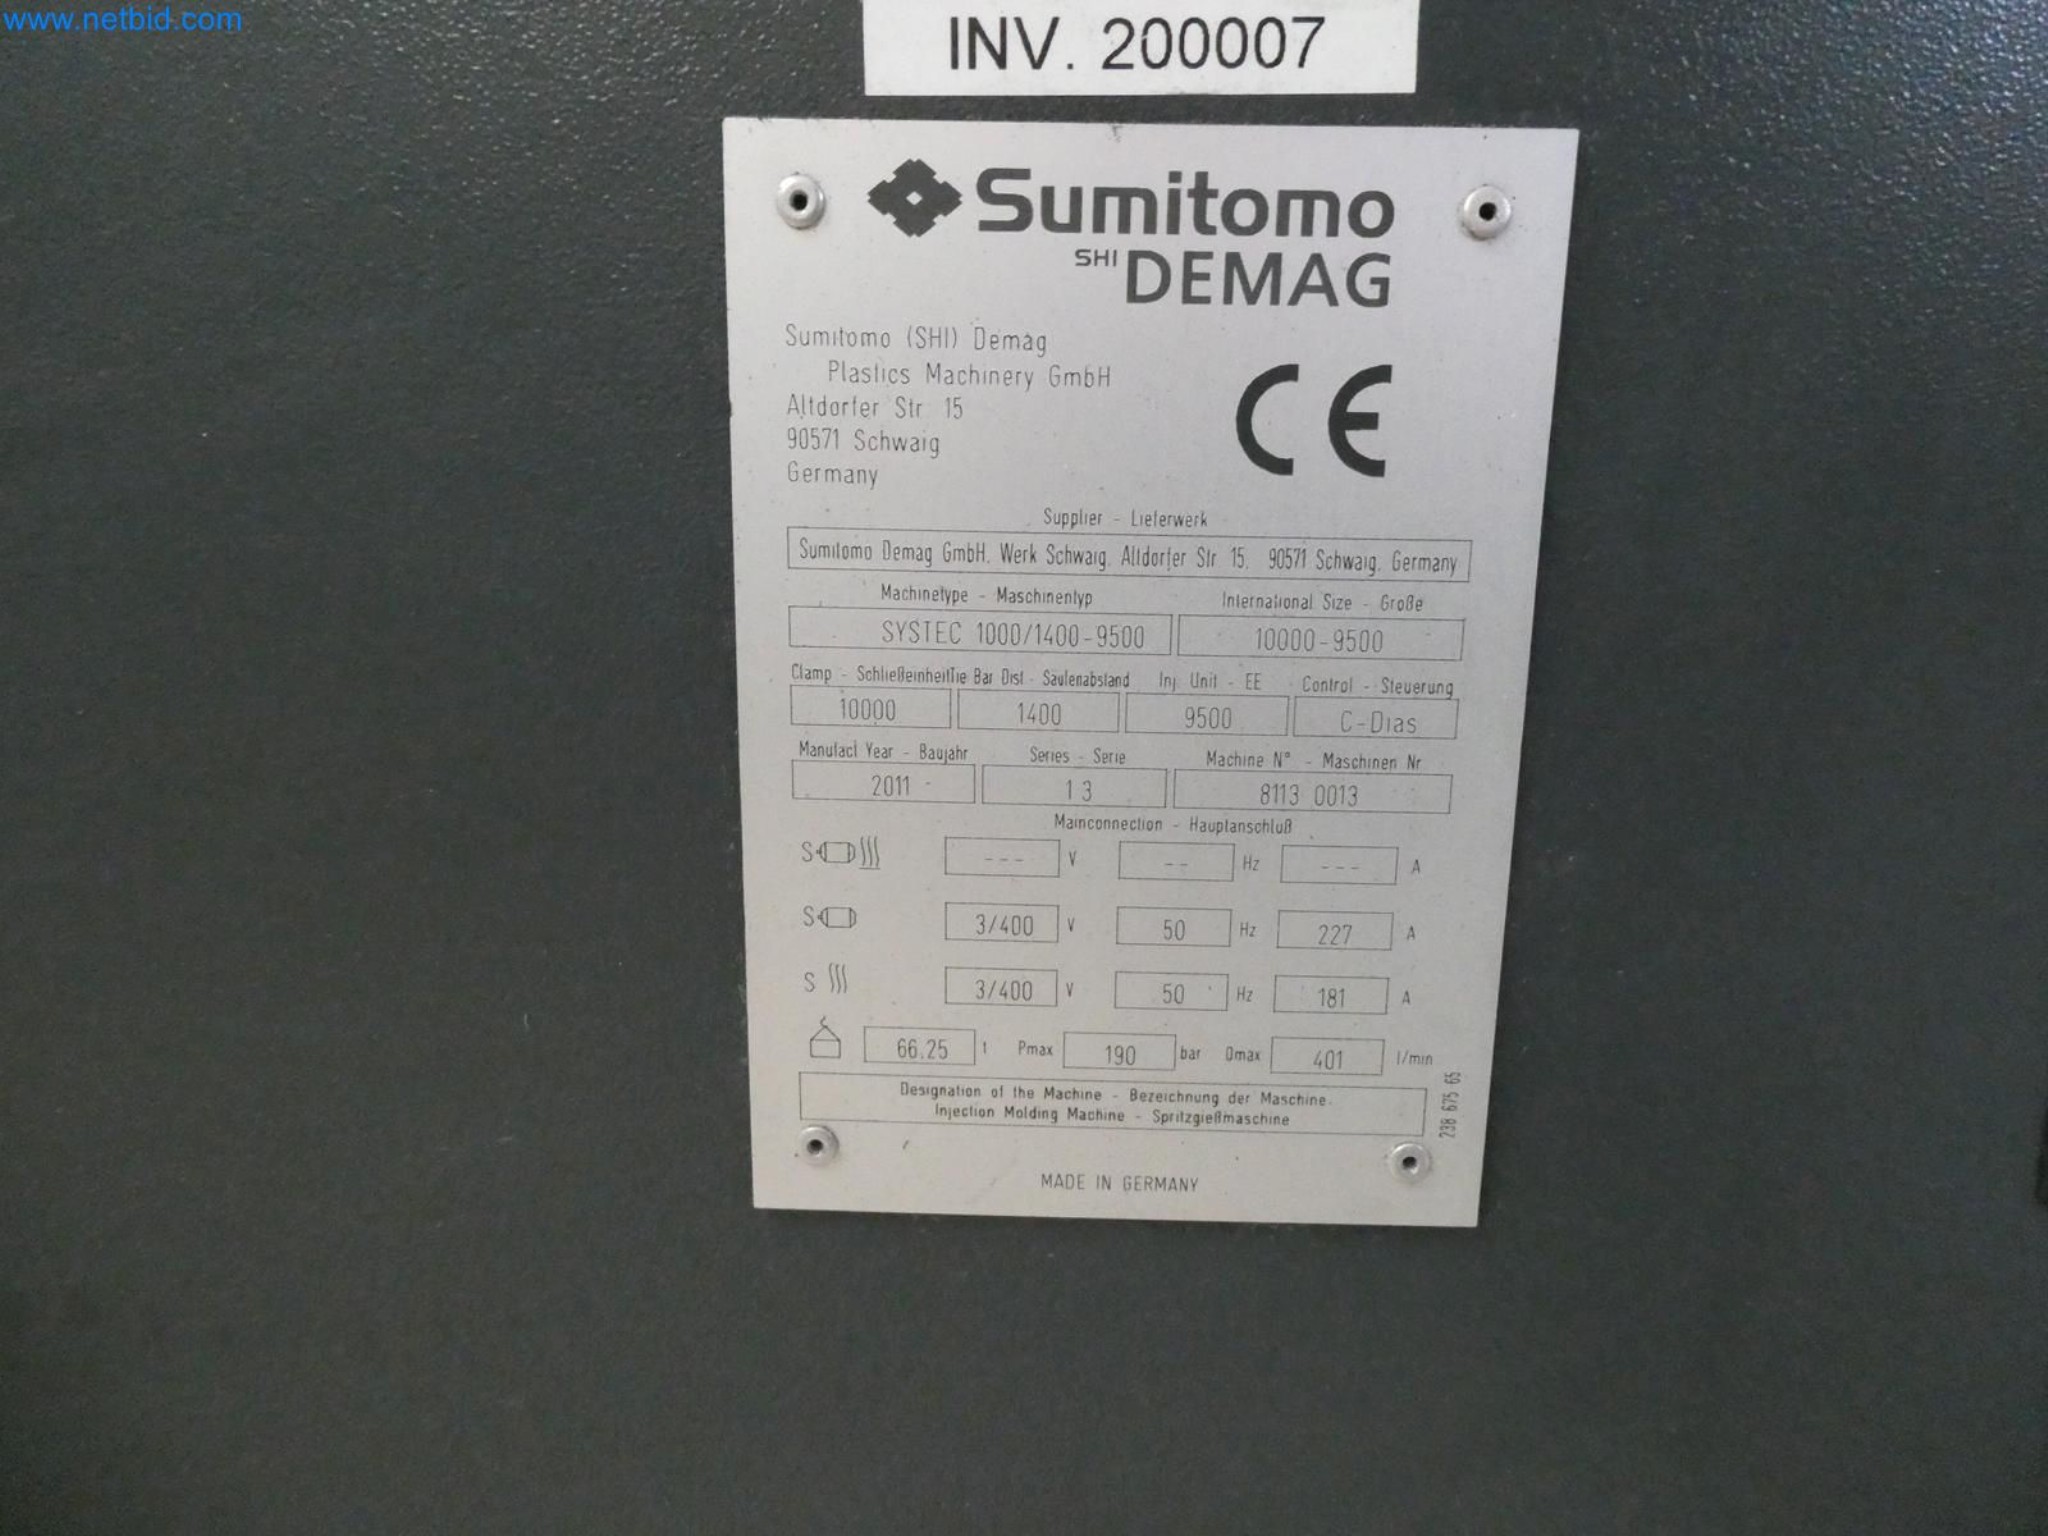 www.netbid.com
INV. 200007
Sumitomo
SHI DEMAG
Sumitomo (SHI) Demag
Plastics Machinery GmbH
Altdorfer Str 15
90571 Schwaig
Germany
CE
Supplier - Lieferwerk
Sumitomo Demag GmbH, Werk Schwaig, Altdorfer Str 15, 90571 Schwaig, Germany
Machinetype - Maschinentyp International Size - Größe
SYSTEC 1000/1400-9500 10000-9500
Clamp - Schließeinheit Tie Bar Dist - Säulenabstand Inj. Unit - EE Control - Steuerung
10000 1400 9500 C-Dias
Manufact Year - Baujahr Series - Serie Machine N° - Maschinen Nr
2011 - 13 8113 0013
Mainconnection - Hauptanschluß
S --- V -- Hz --- A
S 3/400 V 50 Hz 227 A
S 3/400 V 50 Hz 181 A
66.25 t Pmax 190 bar Qmax 401 l/min
Designation of the Machine - Bezeichnung der Maschine
Injection Molding Machine - Spritzgießmaschine
238 675 65
MADE IN GERMANY